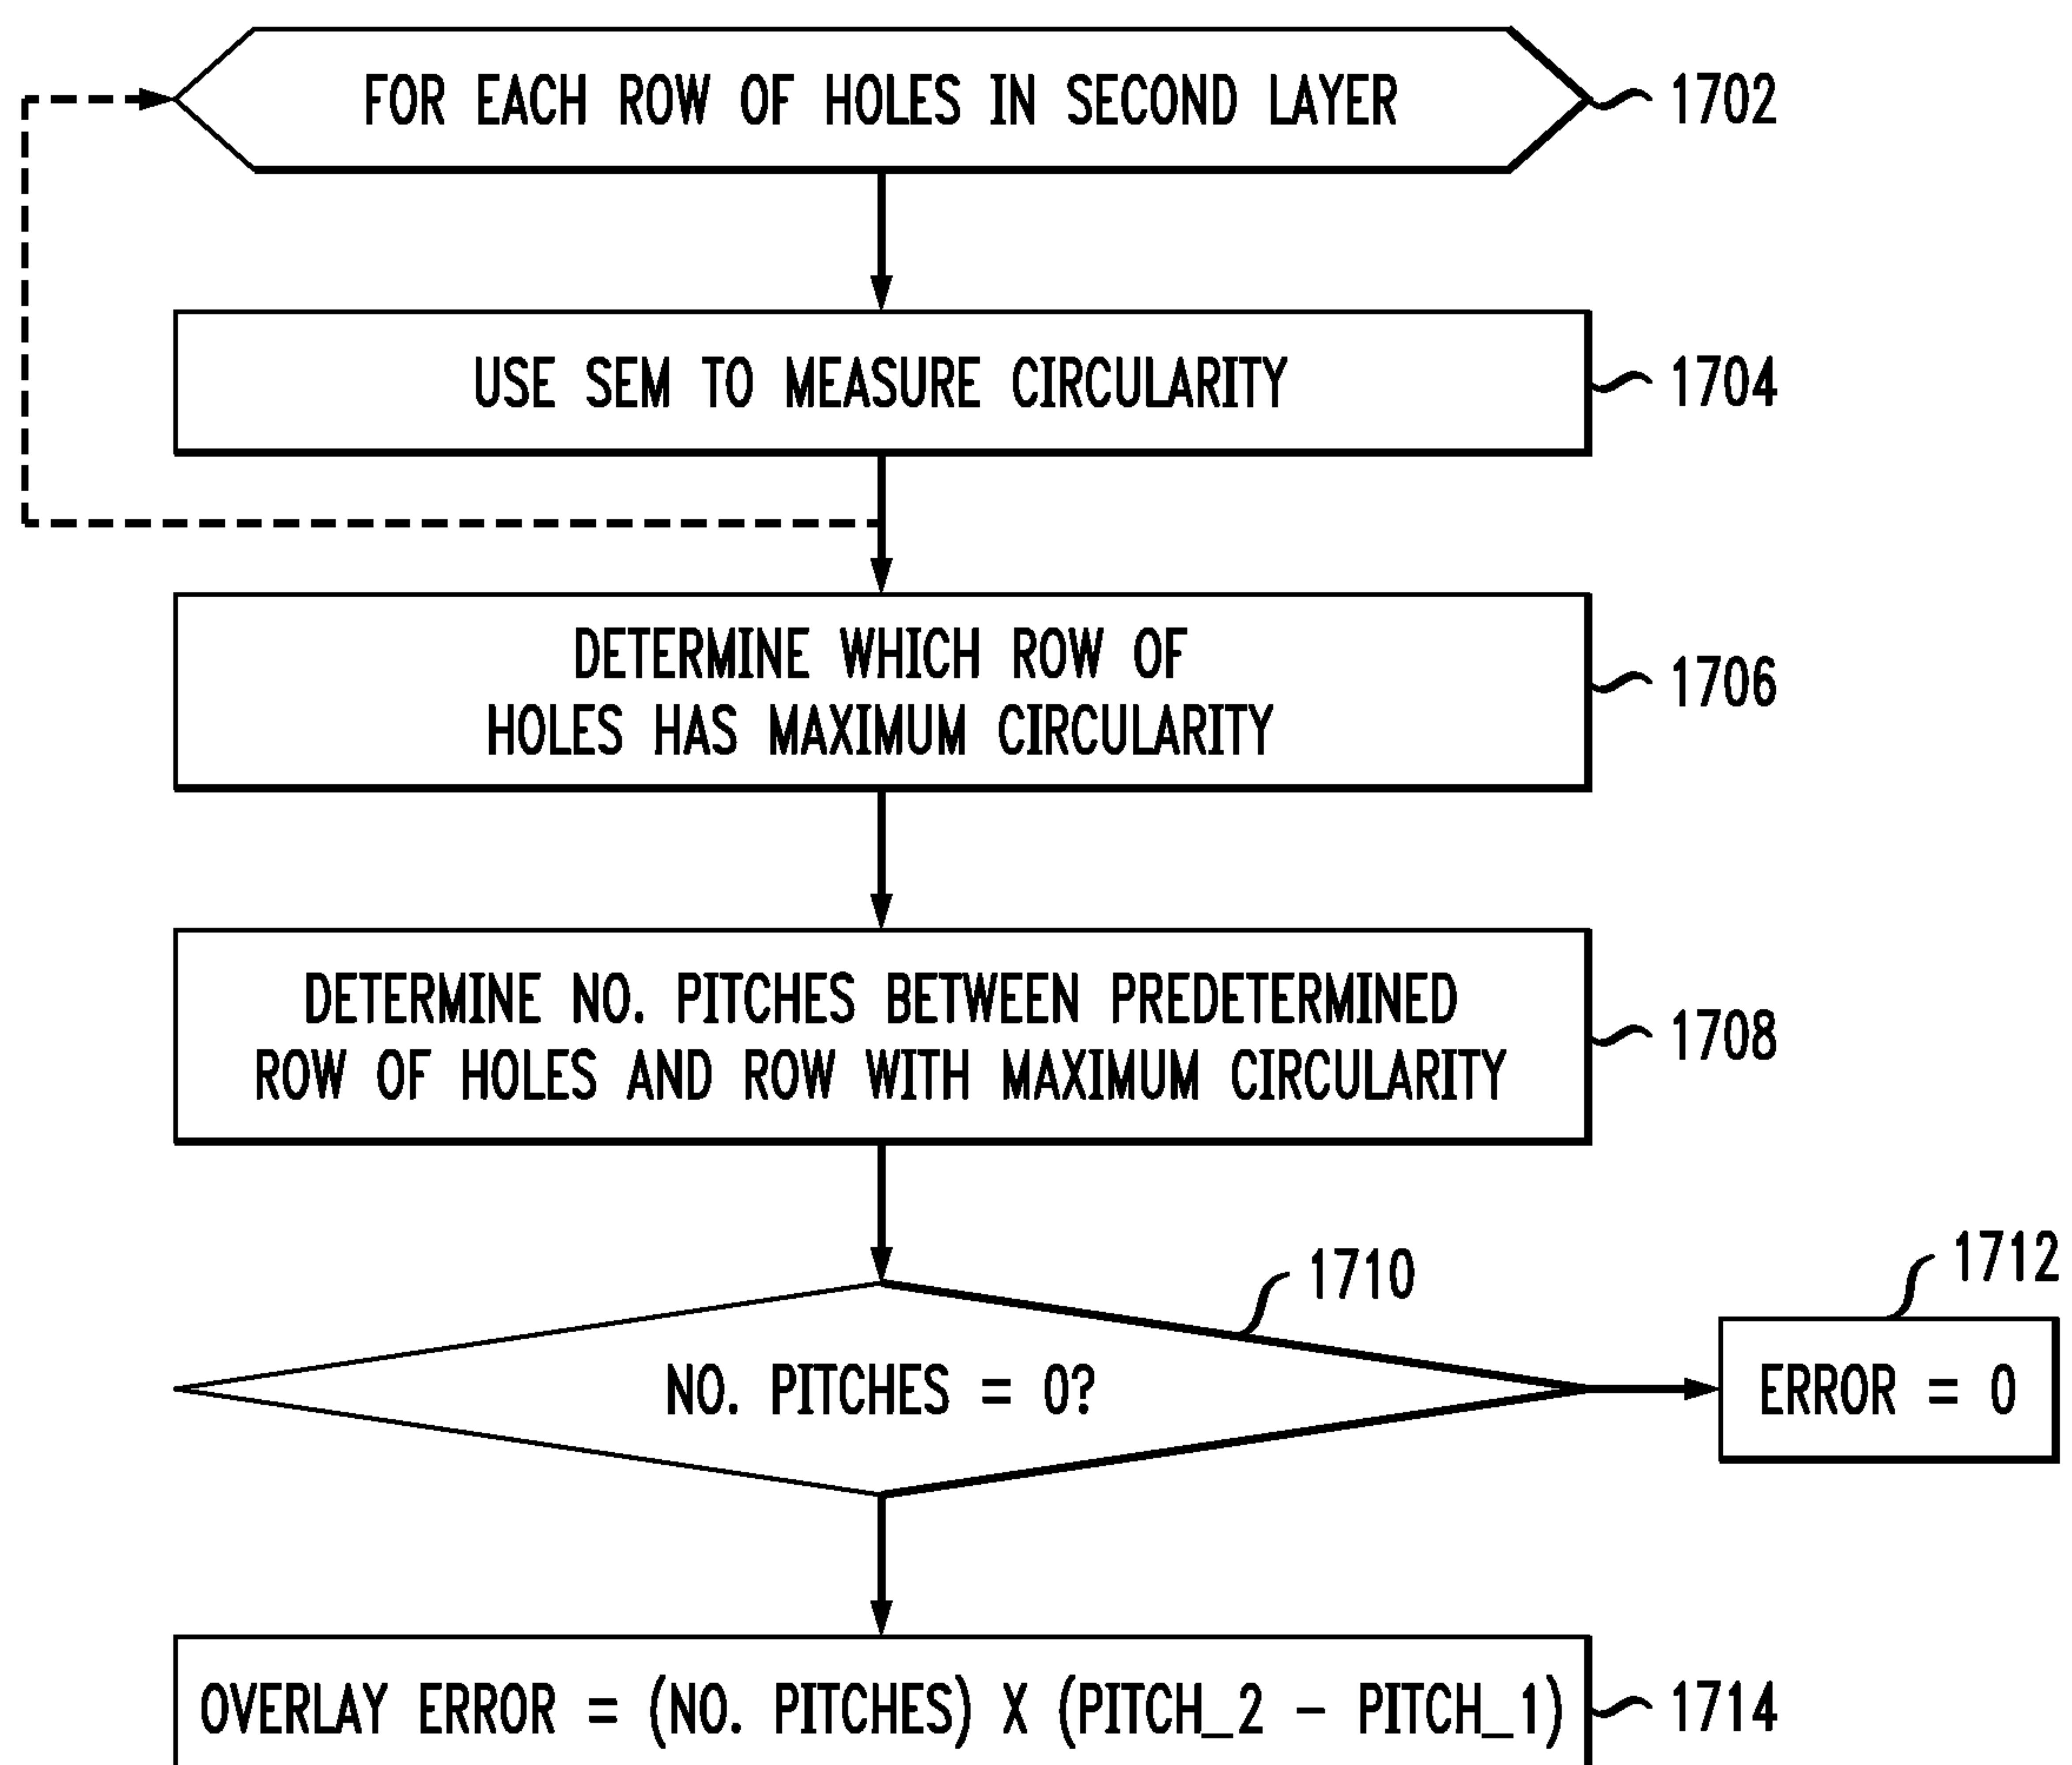 FOR EACH ROW OF HOLES IN SECOND LAYER
1702
USE SEM TO MEASURE CIRCULARITY
1704
DETERMINE WHICH ROW OF
HOLES HAS MAXIMUM CIRCULARITY
1706
DETERMINE NO. PITCHES BETWEEN PREDETERMINED
ROW OF HOLES AND ROW WITH MAXIMUM CIRCULARITY
1708
NO. PITCHES = 0?
1710
1712
ERROR = 0
OVERLAY ERROR = (NO. PITCHES) X (PITCH_2 - PITCH_1)
1714